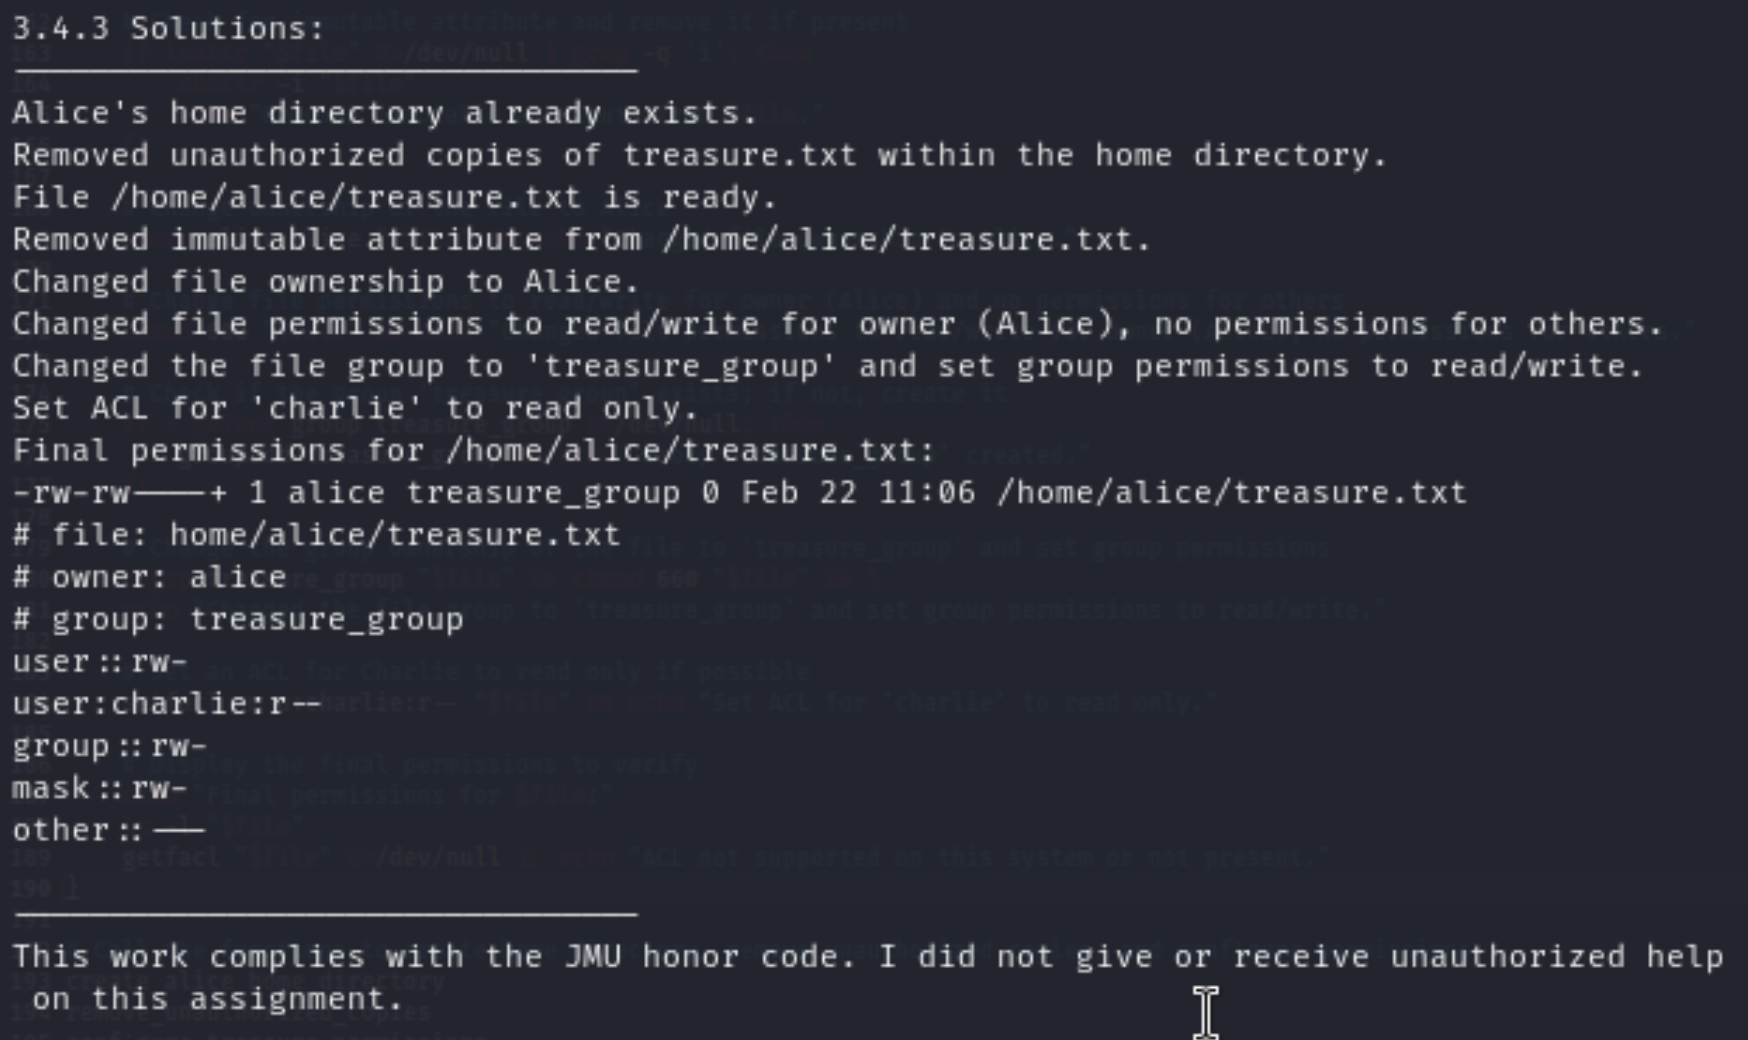 3.4.3 Solutions:
Alice's home directory already exists.
Removed unauthorized copies of treasure.txt within the home directory.
File /home/alice/treasure.txt is ready.
Removed immutable attribute from /home/alice/treasure.txt.
Changed file ownership to Alice.
Changed file permissions to read/write for owner (Alice), no permissions for others.
Changed the file group to 'treasure_group' and set group permissions to read/write.
Set ACL for 'charlie' to read only.
Final permissions for /home/alice/treasure.txt:
-rw-rw----+ 1 alice treasure_group 0 Feb 22 11:06 /home/alice/treasure.txt
# file: home/alice/treasure.txt
# owner: alice
# group: treasure_group
user::rw-
user:charlie:r--
group::rw-
mask::rw-
other::---
This work complies with the JMU honor code. I did not give or receive unauthorized help
on this assignment.